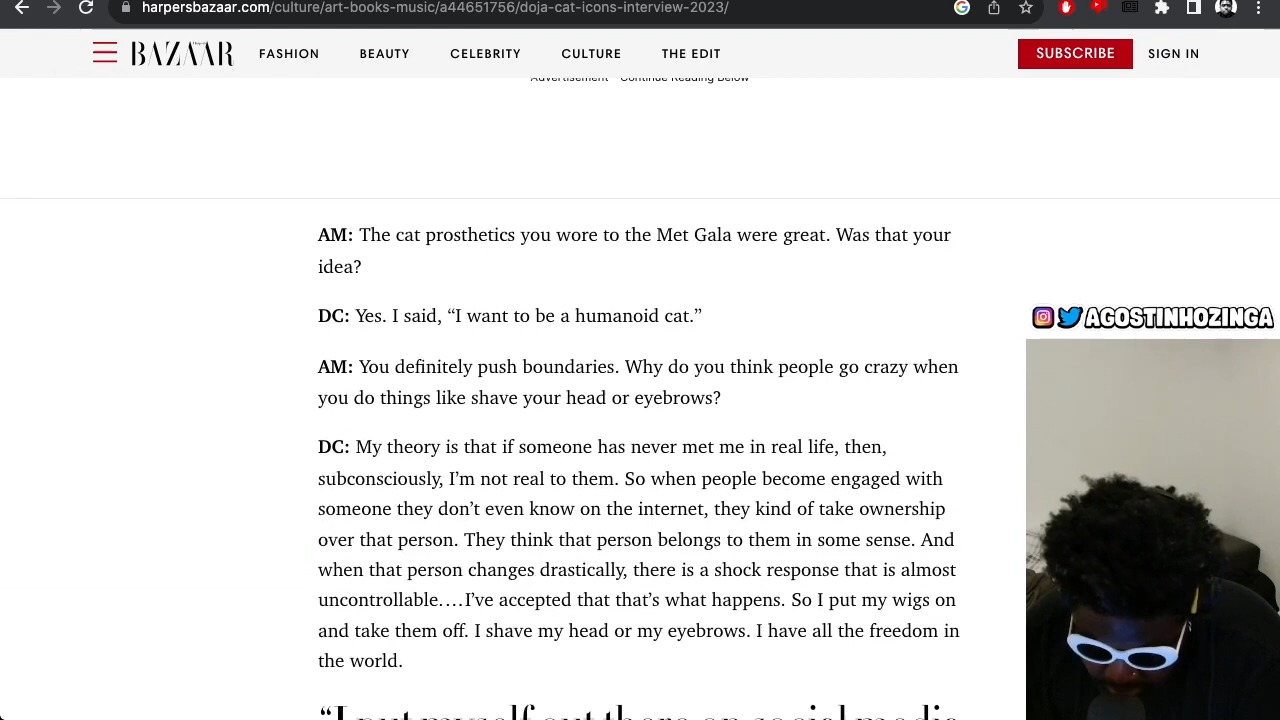 harpersbazaar.com/culture/art-books-music/a44651756/doja-cat-icons-interview-2023/
BAZAAR FASHION BEAUTY CELEBRITY CULTURE THE EDIT SUBSCRIBE SIGN IN
Advertisement - Continue Reading Below
AM: The cat prosthetics you wore to the Met Gala were great. Was that your
idea?
DC: Yes. I said, “I want to be a humanoid cat.”
AM: You definitely push boundaries. Why do you think people go crazy when
you do things like shave your head or eyebrows?
DC: My theory is that if someone has never met me in real life, then,
subconsciously, I’m not real to them. So when people become engaged with
someone they don’t even know on the internet, they kind of take ownership
over that person. They think that person belongs to them in some sense. And
when that person changes drastically, there is a shock response that is almost
uncontrollable.…I’ve accepted that that’s what happens. So I put my wigs on
and take them off. I shave my head or my eyebrows. I have all the freedom in
the world.
“I put myself out there on social media
AGOSTINHOZINGA